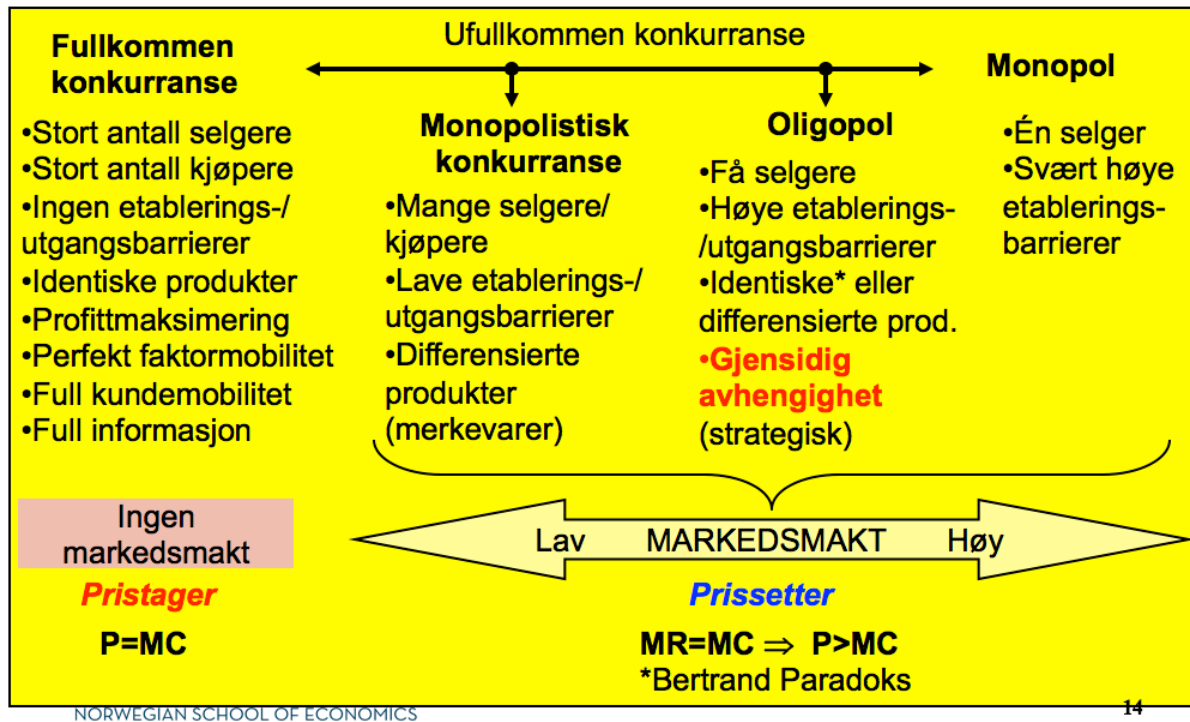 Ufullkommen konkurranse
Fullkommen
konkurranse
•Stort antall selgere
•Stort antall kjøpere
•Ingen etablerings-/
utgangsbarrierer
•Identiske produkter
•Profittmaksimering
•Perfekt faktormobilitet
•Full kundemobilitet
•Full informasjon
Monopolistisk
konkurranse
•Mange selgere/
kjøpere
•Lave etablerings-/
utgangsbarrierer
•Differensierte
produkter
(merkevarer)
Oligopol
•Få selgere
•Høye etablerings-
/utgangsbarrierer
•Identiske* eller
differensierte prod.
•Gjensidig
avhengighet
(strategisk)
Monopol
•Én selger
•Svært høye
etablerings-
barrierer
Ingen
markedsmakt
Pristager
P=MC
Lav MARKEDSMAKT Høy
Prissetter
MR=MC ⇒ P>MC
*Bertrand Paradoks
NORWEGIAN SCHOOL OF ECONOMICS
14